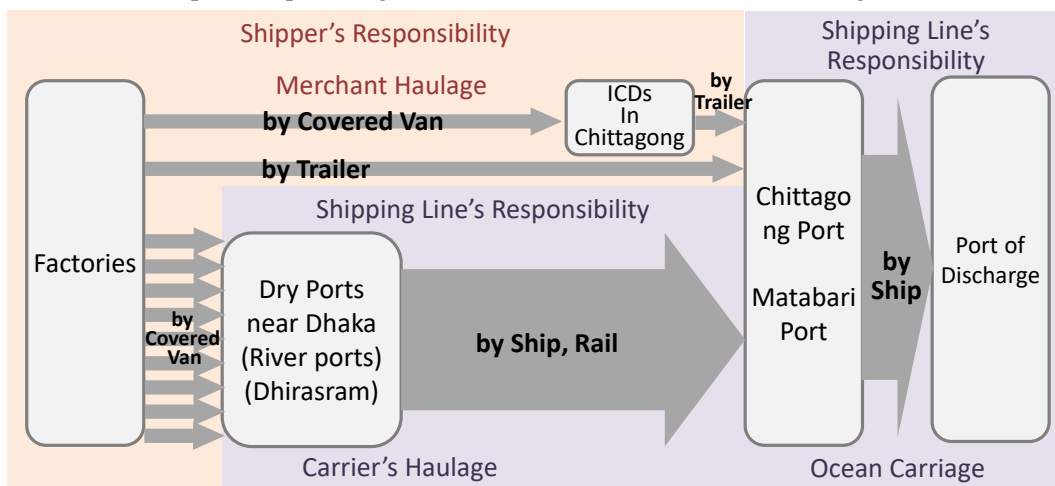 Shipper's Responsibility
Shipping Line's
Responsibility
Merchant Haulage
by
Trailer
ICDs
In
Chittagong
by Covered Van
by Trailer
Shipping Line's Responsibility
Factories
by
Covered
Van
Dry Ports
near Dhaka
(River ports)
(Dhirasram)
by Ship, Rail
Chittago
ng Port
Matabari
Port
by
Ship
Port of
Discharge
Carrier's Haulage
Ocean Carriage